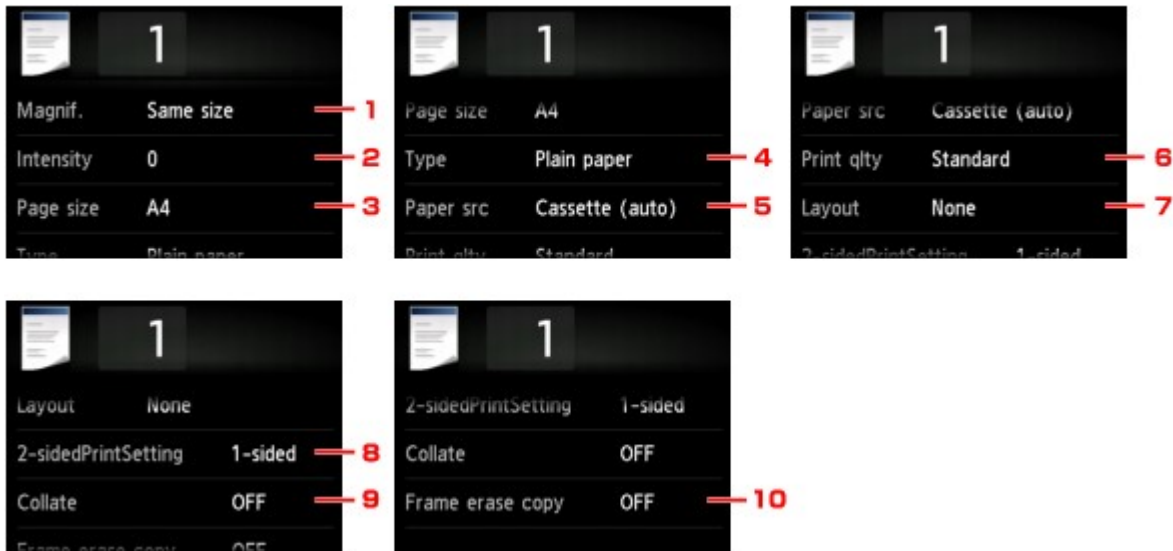 1
Magnif. Same size 1
Intensity 0 2
Page size A4 3
Type Plain paper
1
Page size A4
Type Plain paper 4
Paper src Cassette (auto) 5
Print qlty Standard
1
Paper src Cassette (auto)
Print qlty Standard 6
Layout None 7
2-sidedPrintSetting 1-sided
1
Layout None
2-sidedPrintSetting 1-sided 8
Collate OFF 9
Frame erase copy OFF
1
2-sidedPrintSetting 1-sided
Collate OFF
Frame erase copy OFF 10